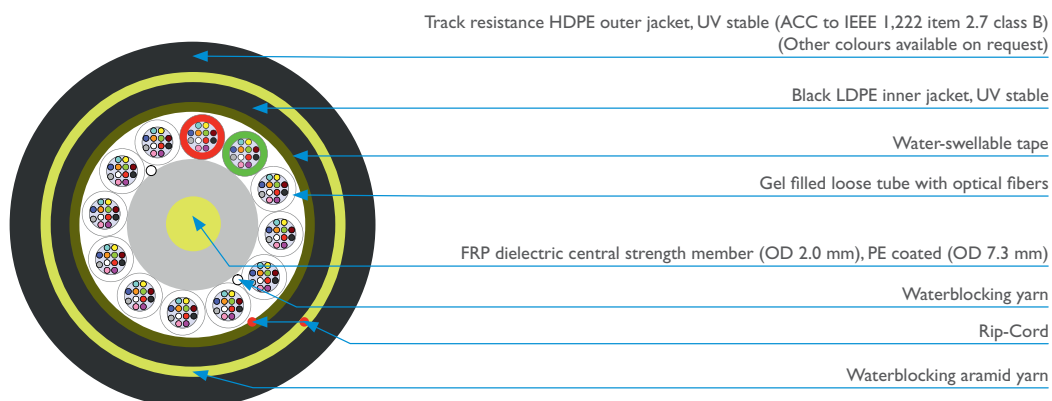 Track resistance HDPE outer jacket, UV stable (ACC to IEEE 1,222 item 2.7 class B)
(Other colours available on request)
Black LDPE inner jacket, UV stable
Water-swellable tape
Gel filled loose tube with optical fibers
FRP dielectric central strength member (OD 2.0 mm), PE coated (OD 7.3 mm)
Waterblocking yarn
Rip-Cord
Waterblocking aramid yarn